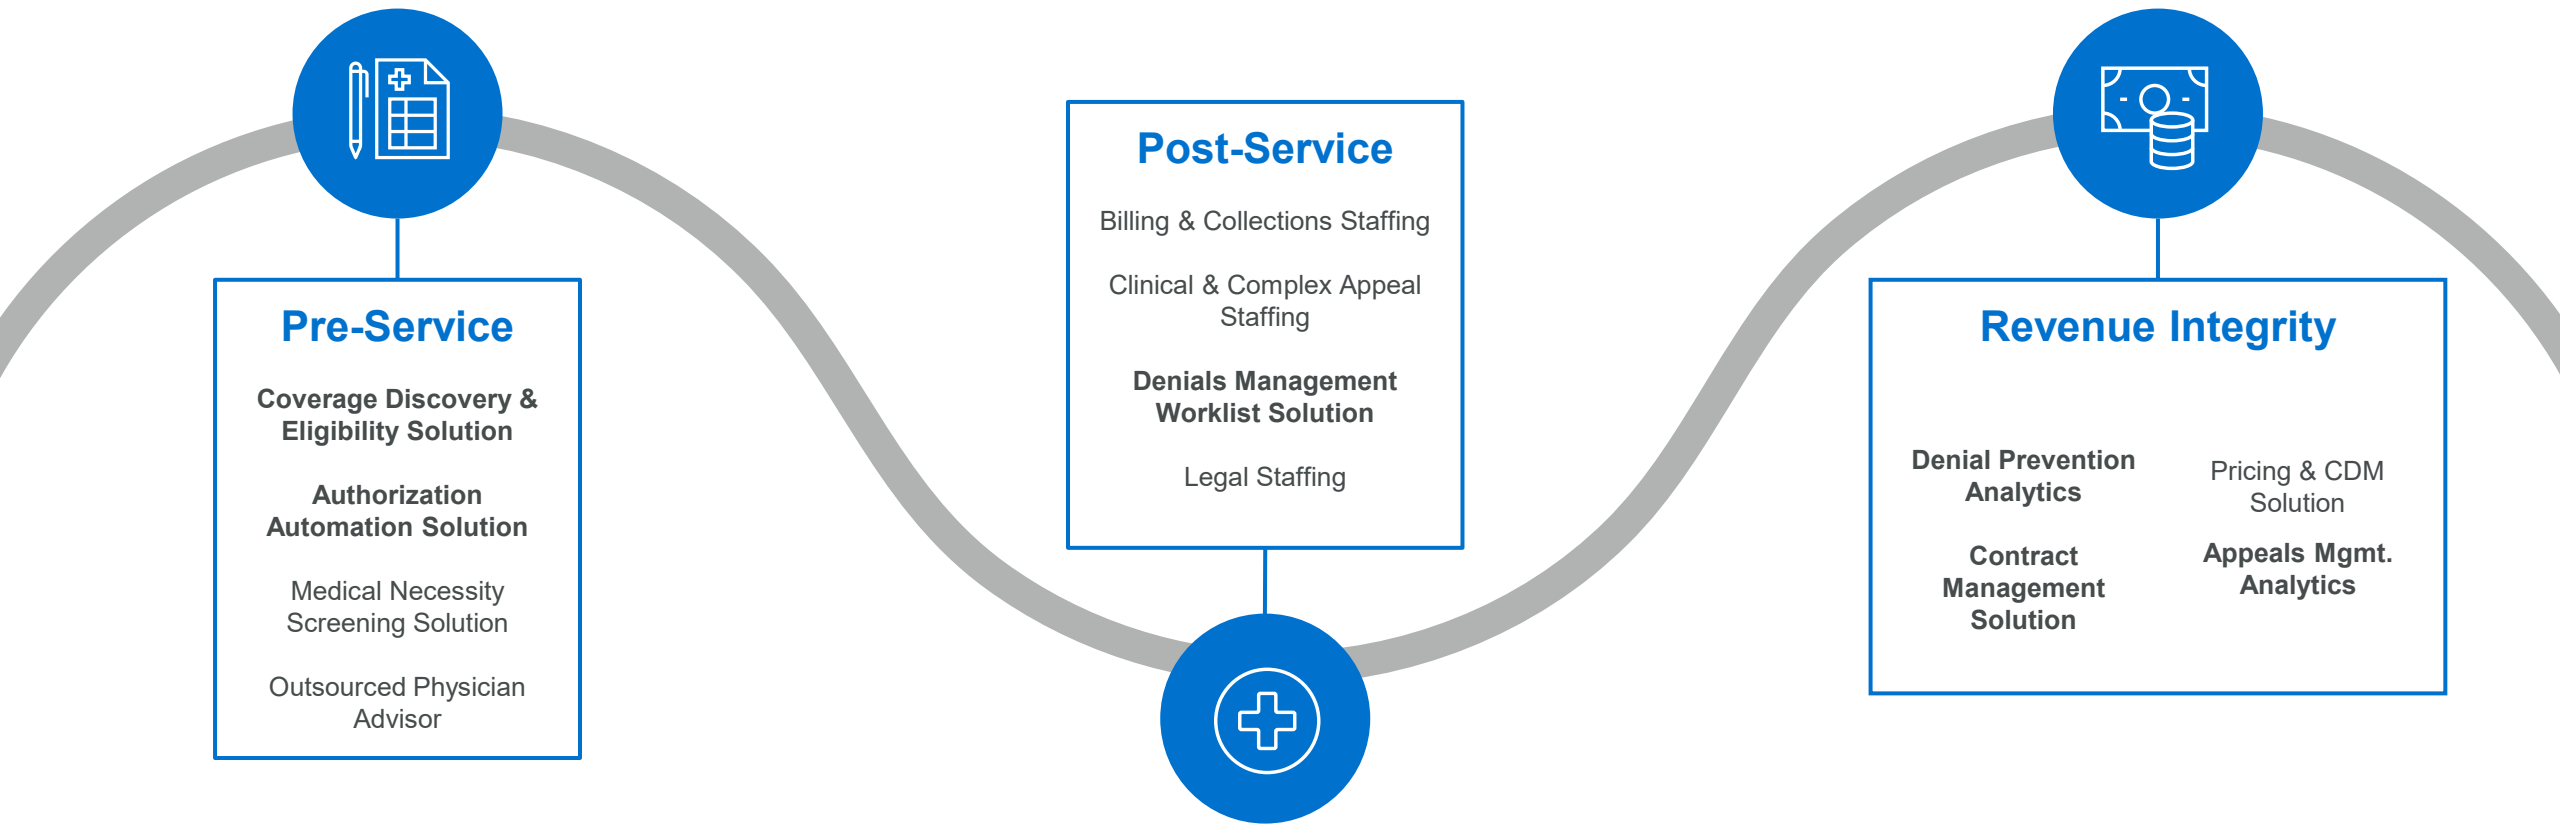 Pre-Service
Coverage Discovery &
Eligibility Solution
Authorization
Automation Solution
Medical Necessity
Screening Solution
Outsourced Physician
Advisor
Post-Service
Billing & Collections Staffing
Clinical & Complex Appeal
Staffing
Denials Management
Worklist Solution
Legal Staffing
Revenue Integrity
Denial Prevention
Analytics
Contract
Management
Solution
Pricing & CDM
Solution
Appeals Mgmt.
Analytics